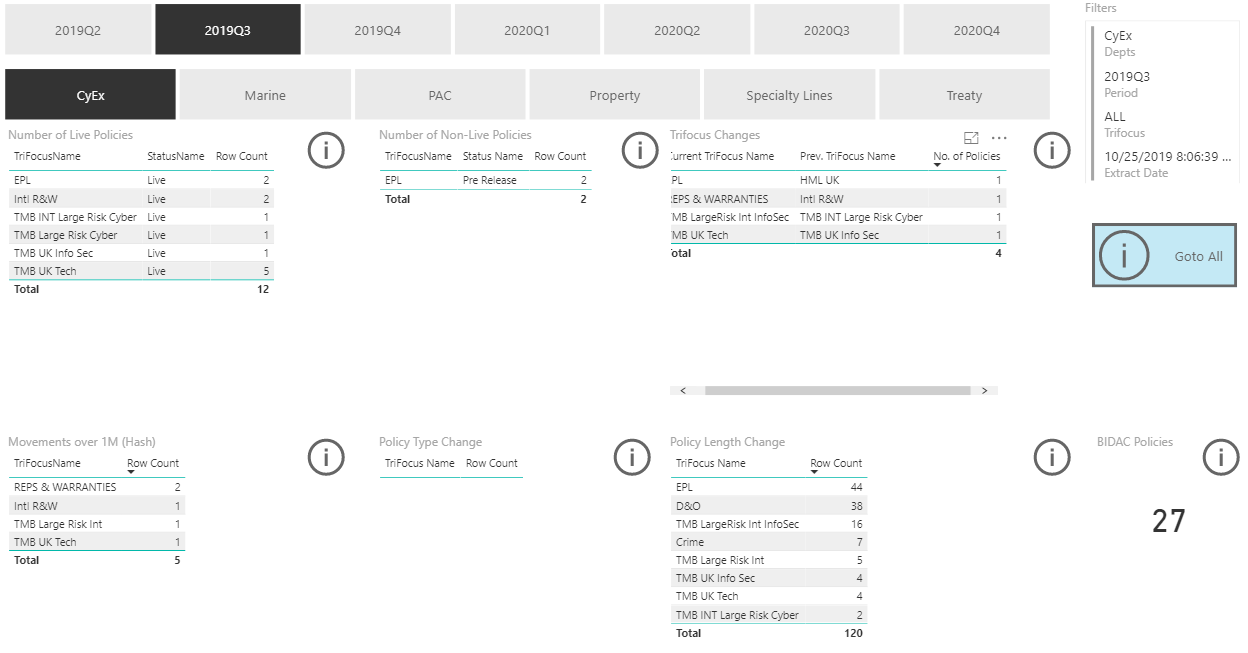 2019Q2 2019Q3 2019Q4 2020Q1 2020Q2 2020Q3 2020Q4
CyEx Marine PAC Property Specialty Lines Treaty
Filters
CyEx
Depts
2019Q3
Period
ALL
Trifocus
10/25/2019 8:06:39 ...
Extract Date
i Goto All
Number of Live Policies
i
TriFocusName StatusName Row Count
EPL Live 2
Intl R&W Live 2
TMB INT Large Risk Cyber Live 1
TMB Large Risk Cyber Live 1
TMB UK Info Sec Live 1
TMB UK Tech Live 5
Total 12
Number of Non-Live Policies
i
TriFocusName Status Name Row Count
EPL Pre Release 2
Total 2
Trifocus Changes
i
urrent TriFocus Name Prev. TriFocus Name No. of Policies
PL HML UK 1
EPS & WARRANTIES Intl R&W 1
MB LargeRisk Int InfoSec TMB INT Large Risk Cyber 1
MB UK Tech TMB UK Info Sec 1
otal 4
Movements over 1M (Hash)
i
TriFocusName Row Count
REPS & WARRANTIES 2
Intl R&W 1
TMB Large Risk Int 1
TMB UK Tech 1
Total 5
Policy Type Change
i
TriFocus Name Row Count
Policy Length Change
i
TriFocus Name Row Count
EPL 44
D&O 38
TMB LargeRisk Int InfoSec 16
Crime 7
TMB Large Risk Int 5
TMB UK Info Sec 4
TMB UK Tech 4
TMB INT Large Risk Cyber 2
Total 120
BIDAC Policies
i
27